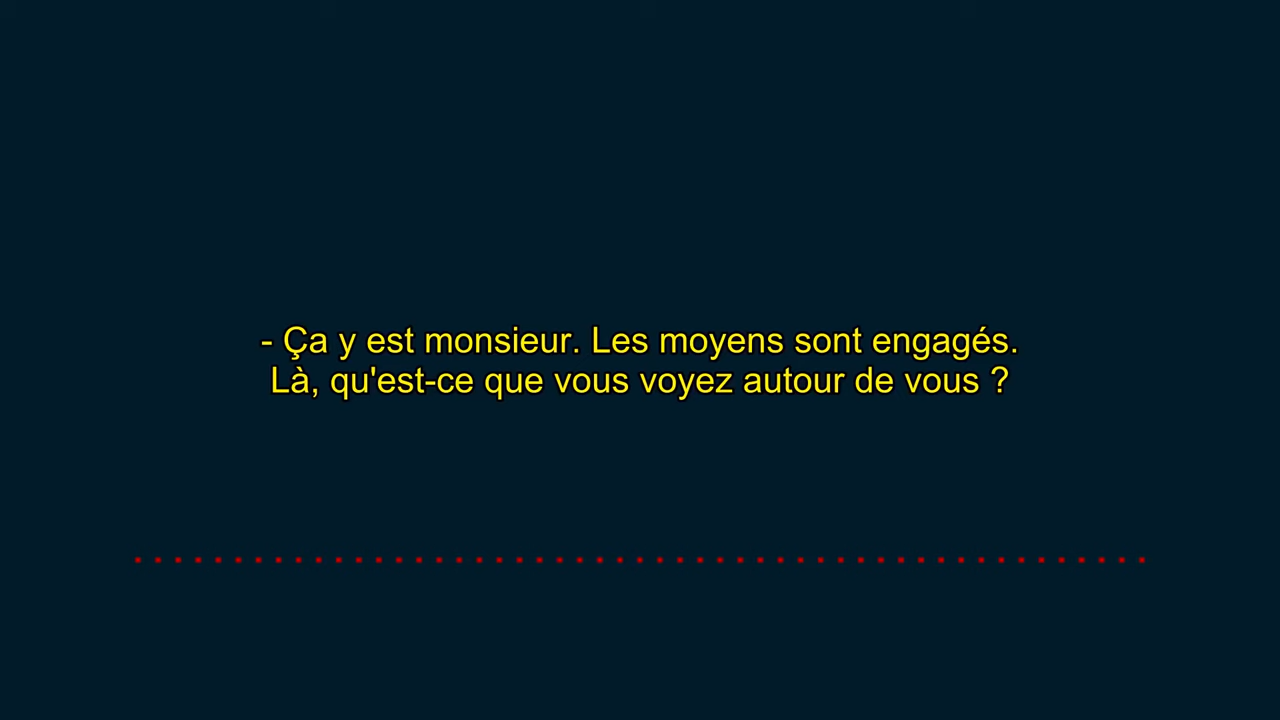 - Ça y est monsieur. Les moyens sont engagés.
Là, qu'est-ce que vous voyez autour de vous ?